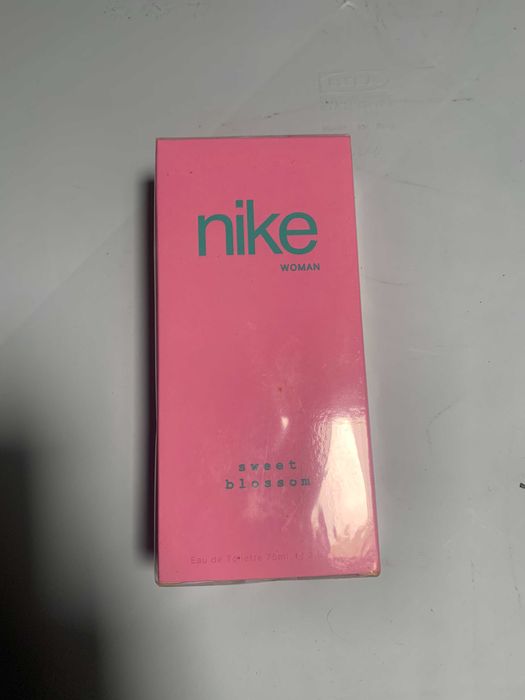 nike
WOMAN
sweet
blossom
Eau de Toilette 75ml